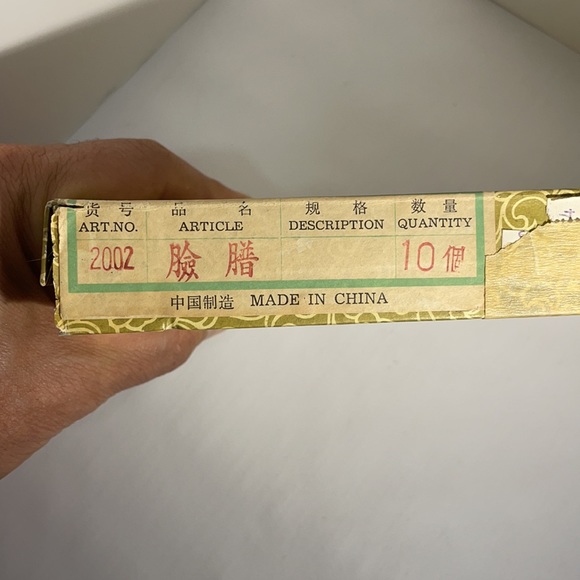 货号 品名 规格 数量
ART.NO. ARTICLE DESCRIPTION QUANTITY
2002 臉譜 10個
中国制造 MADE IN CHINA